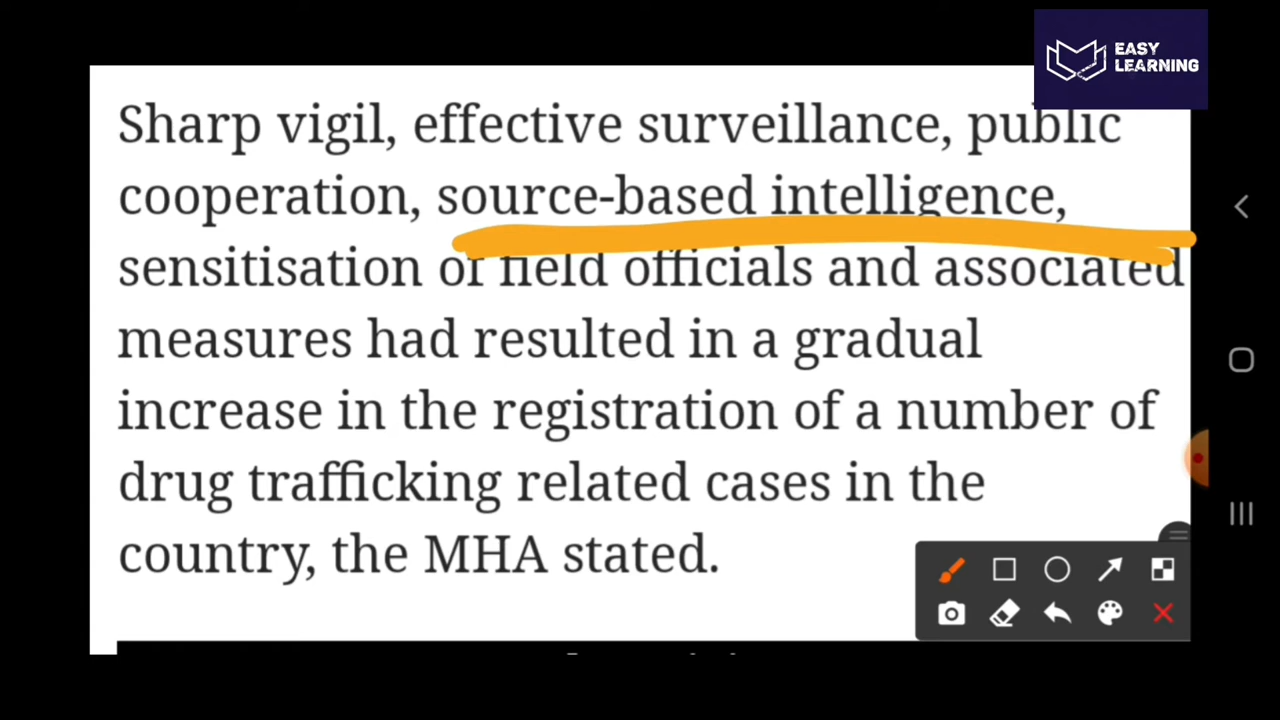 EASY
LEARNING
Sharp vigil, effective surveillance, public
cooperation, source-based intelligence,
sensitisation of field officials and associated
measures had resulted in a gradual
increase in the registration of a number of
drug trafficking related cases in the
country, the MHA stated.